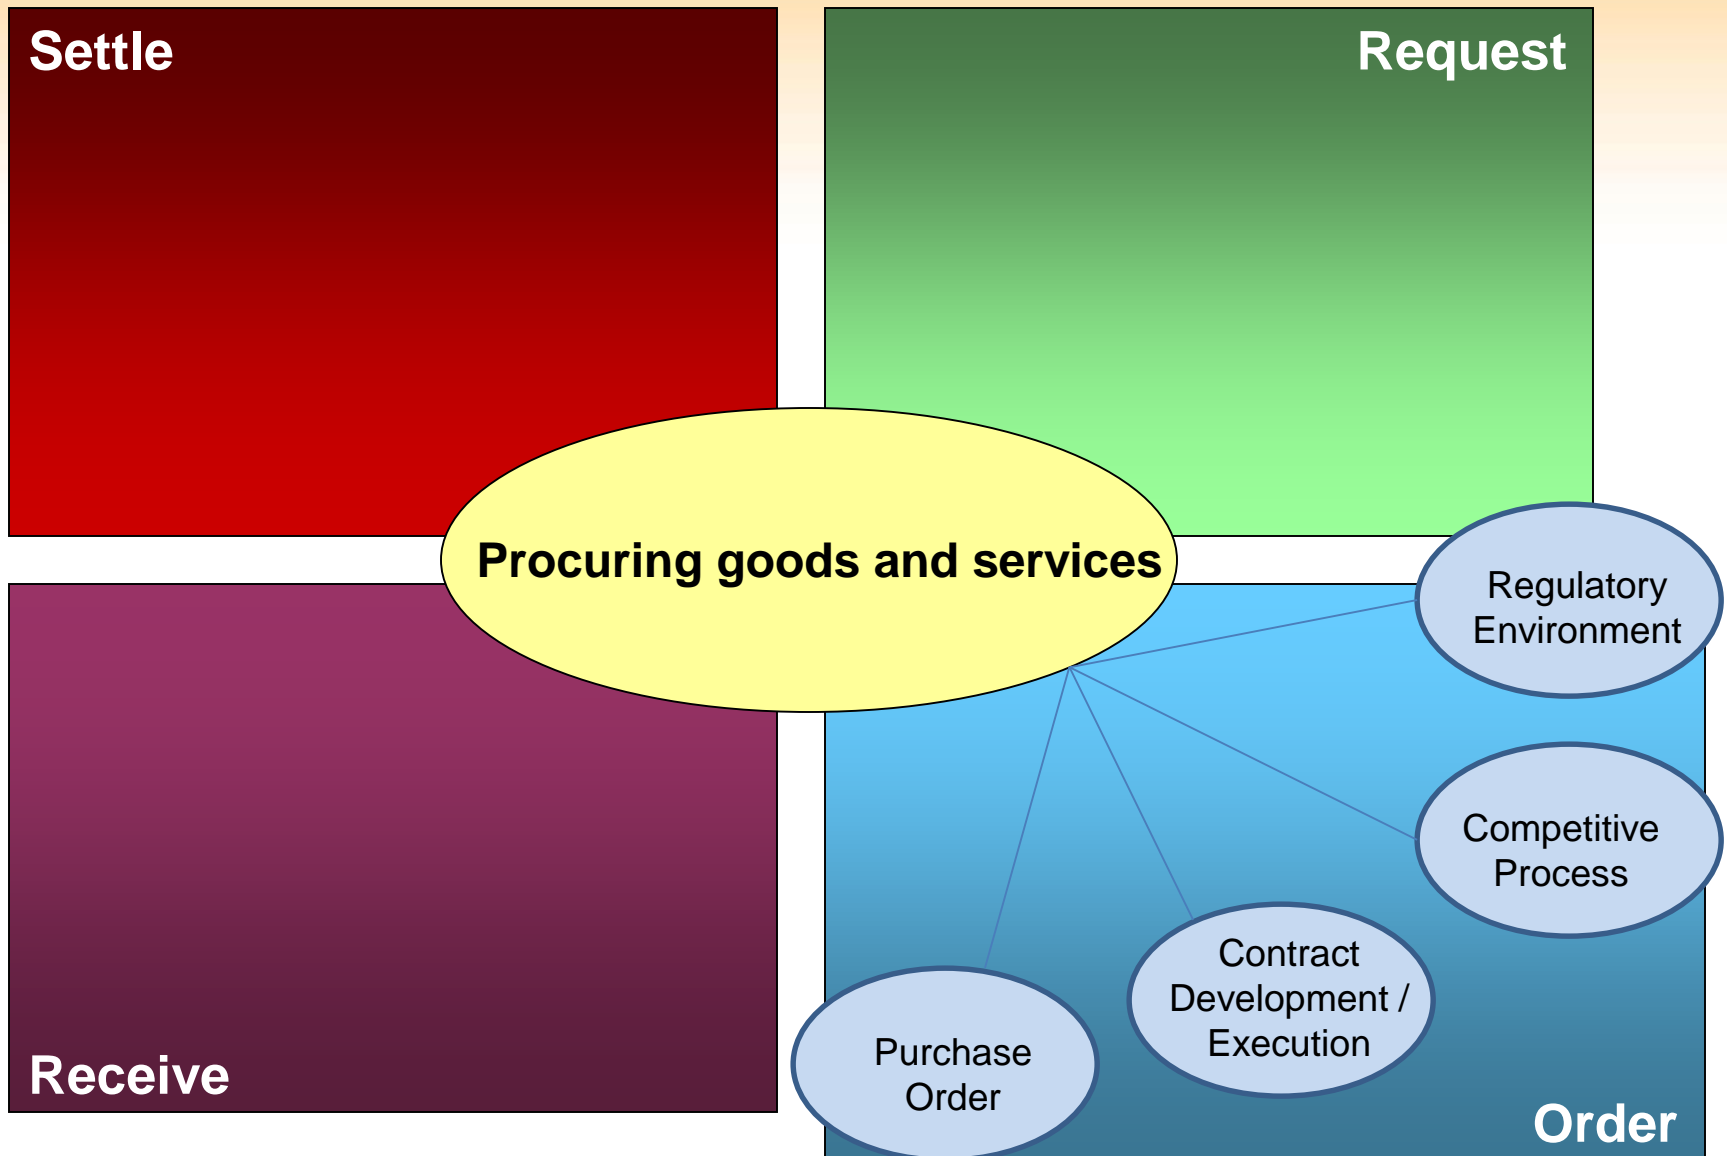 Settle
Request
Procuring goods and services
Regulatory
Environment
Competitive
Process
Contract
Development /
Execution
Purchase
Order
Receive
Order